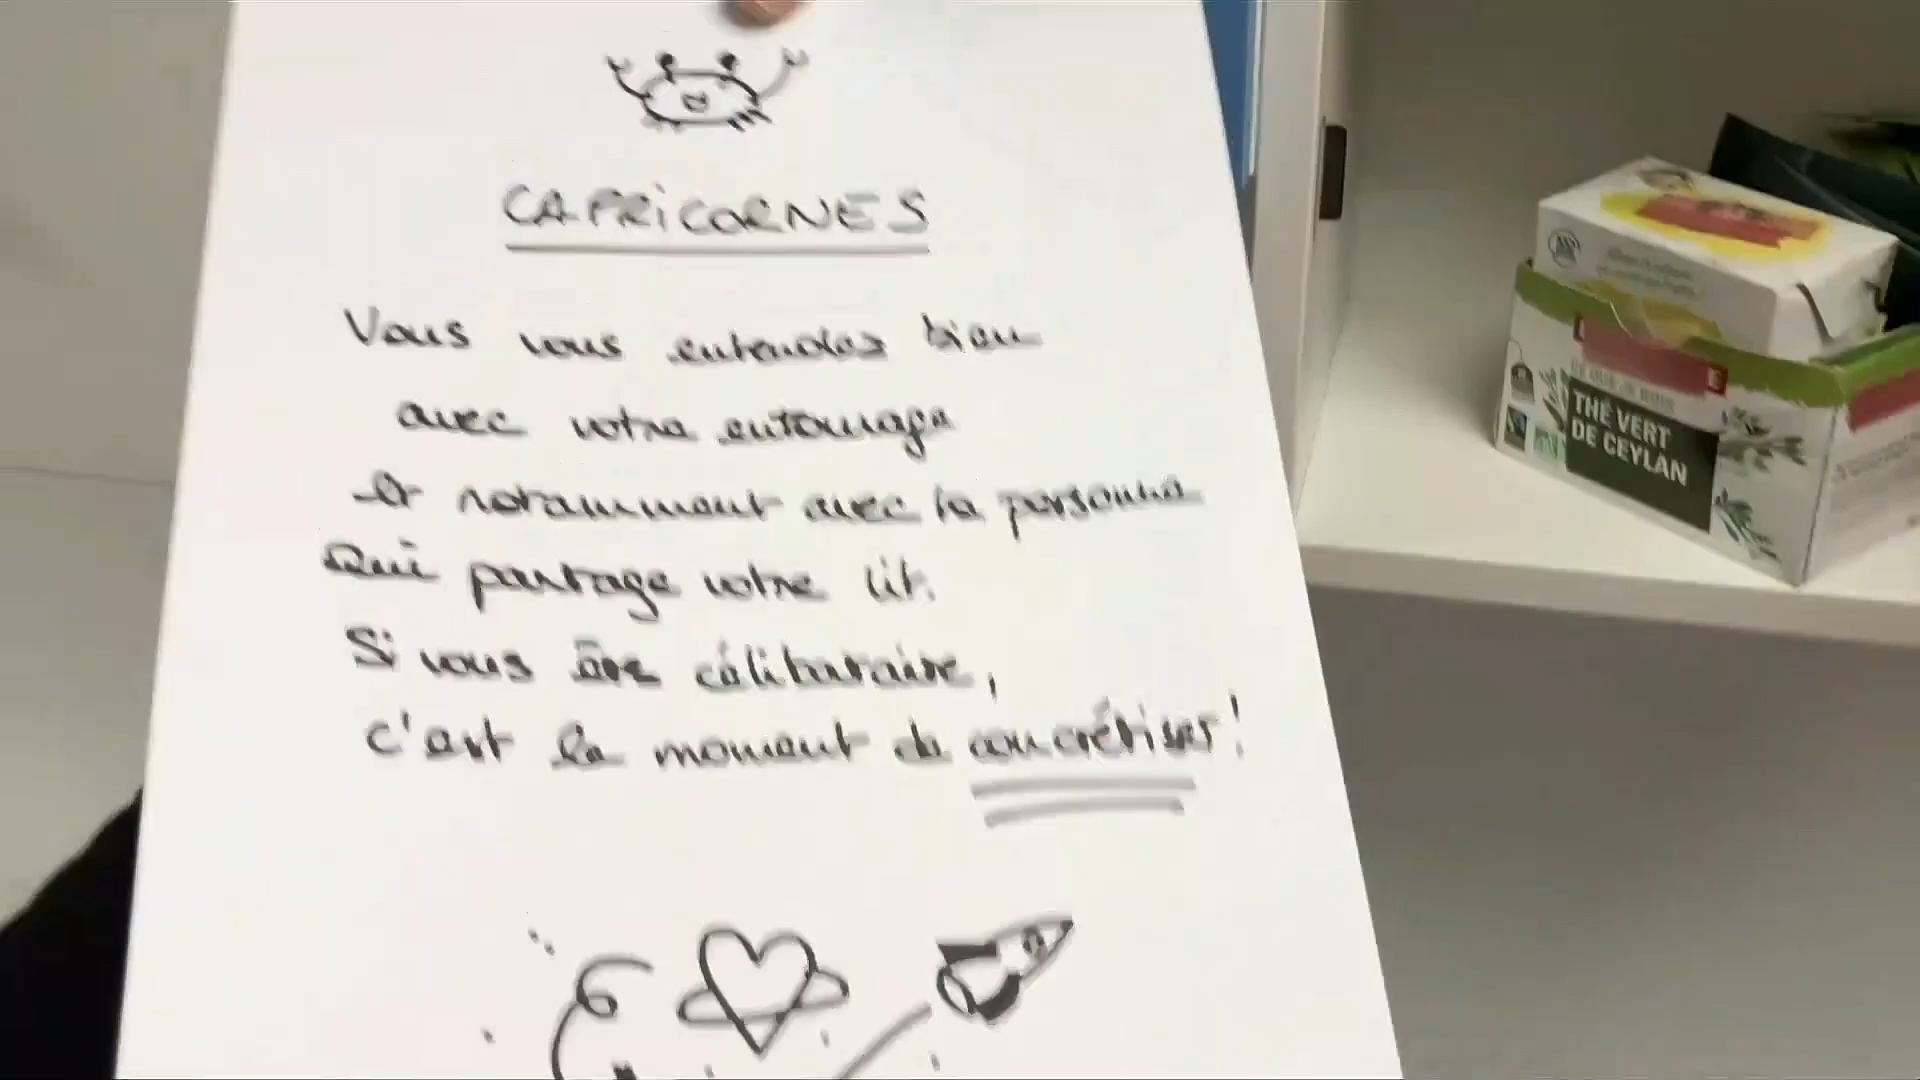 CAPRICORNES
Vous vous entendez bien
avec votre entourage
et notamment avec la personne
Qui partage votre lit.
Si vous êtes célibataire,
c'est le moment de concrétiser!
THÉ VERT
DE CEYLAN